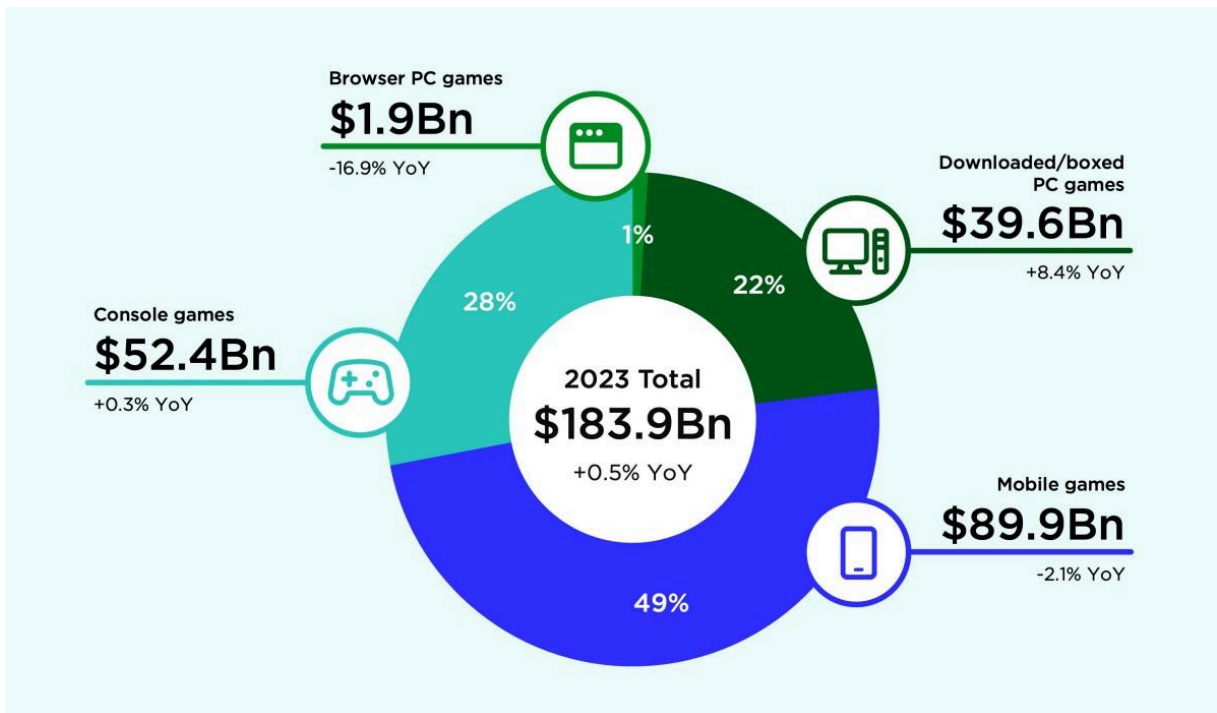 Browser PC games
$1.9Bn
-16.9% YoY
Downloaded/boxed
PC games
$39.6Bn
+8.4% YoY
1%
22%
28%
Console games
$52.4Bn
+0.3% YoY
2023 Total
$183.9Bn
+0.5% YoY
Mobile games
$89.9Bn
-2.1% YoY
49%